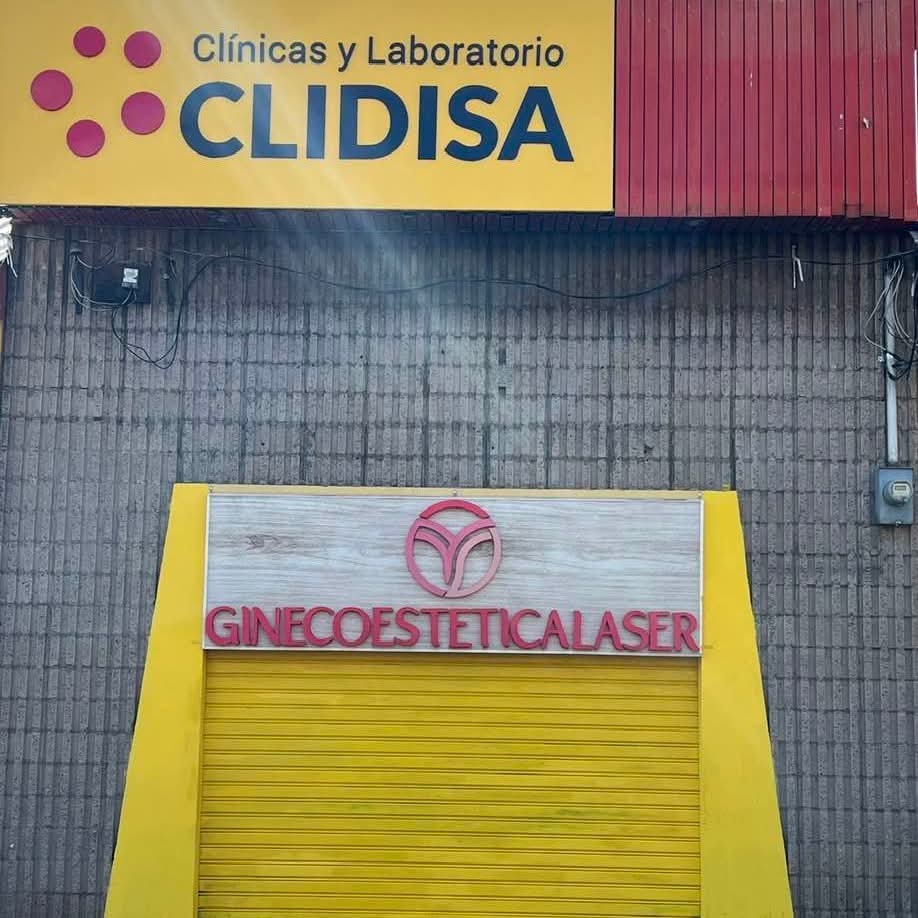 Clínicas y Laboratorio
CLIDISA
GINECOESTETICALASER